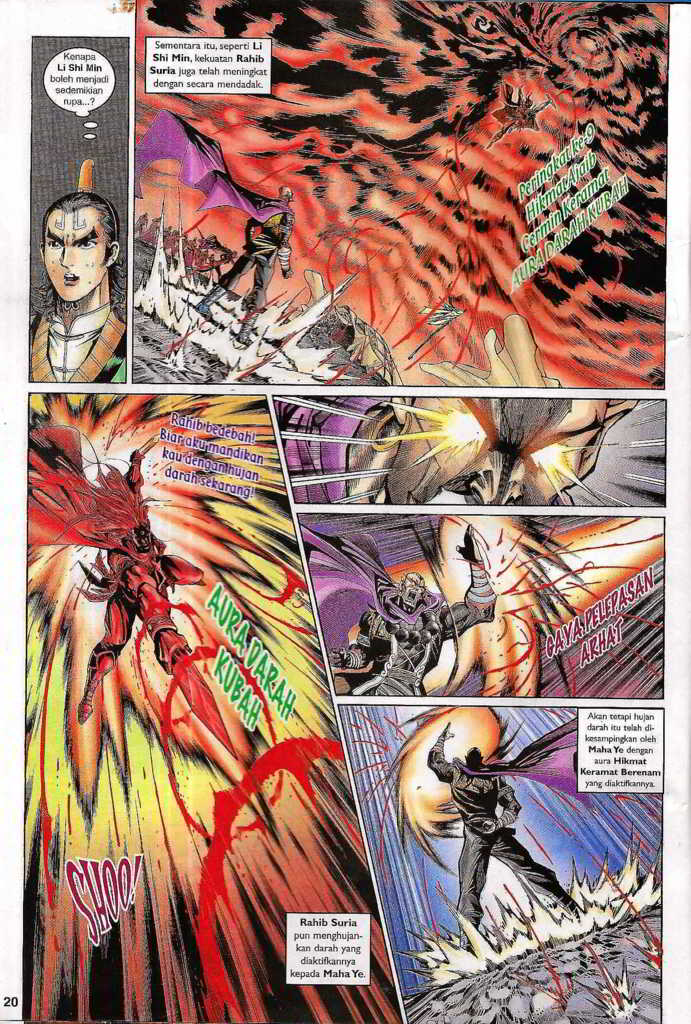 Kenapa
Li Shi Min
boleh menjadi
sedemikian
rupa...?
Sementara itu, seperti Li
Shi Min, kekuatan Rahib
Suria juga telah meningkat
dengan secara mendadak.
Peringkat ke-9
Hikmat Ajaib
Cermin Keramat
AURA DARAH KUBAH
Rahib bedebah!
Biar aku mandikan
kau dengan hujan
darah sekarang!
AURA DARAH
KUBAH
SHOO!
Rahib Suria
pun menghujan-
kan darah yang
diaktifkannya
kepada Maha Ye.
GAYA PELEPASAN
ARHAT
Akan tetapi hujan
darah itu telah di-
kesampingkan oleh
Maha Ye dengan
aura Hikmat
Keramat Berenam
yang diaktifkannya.
20